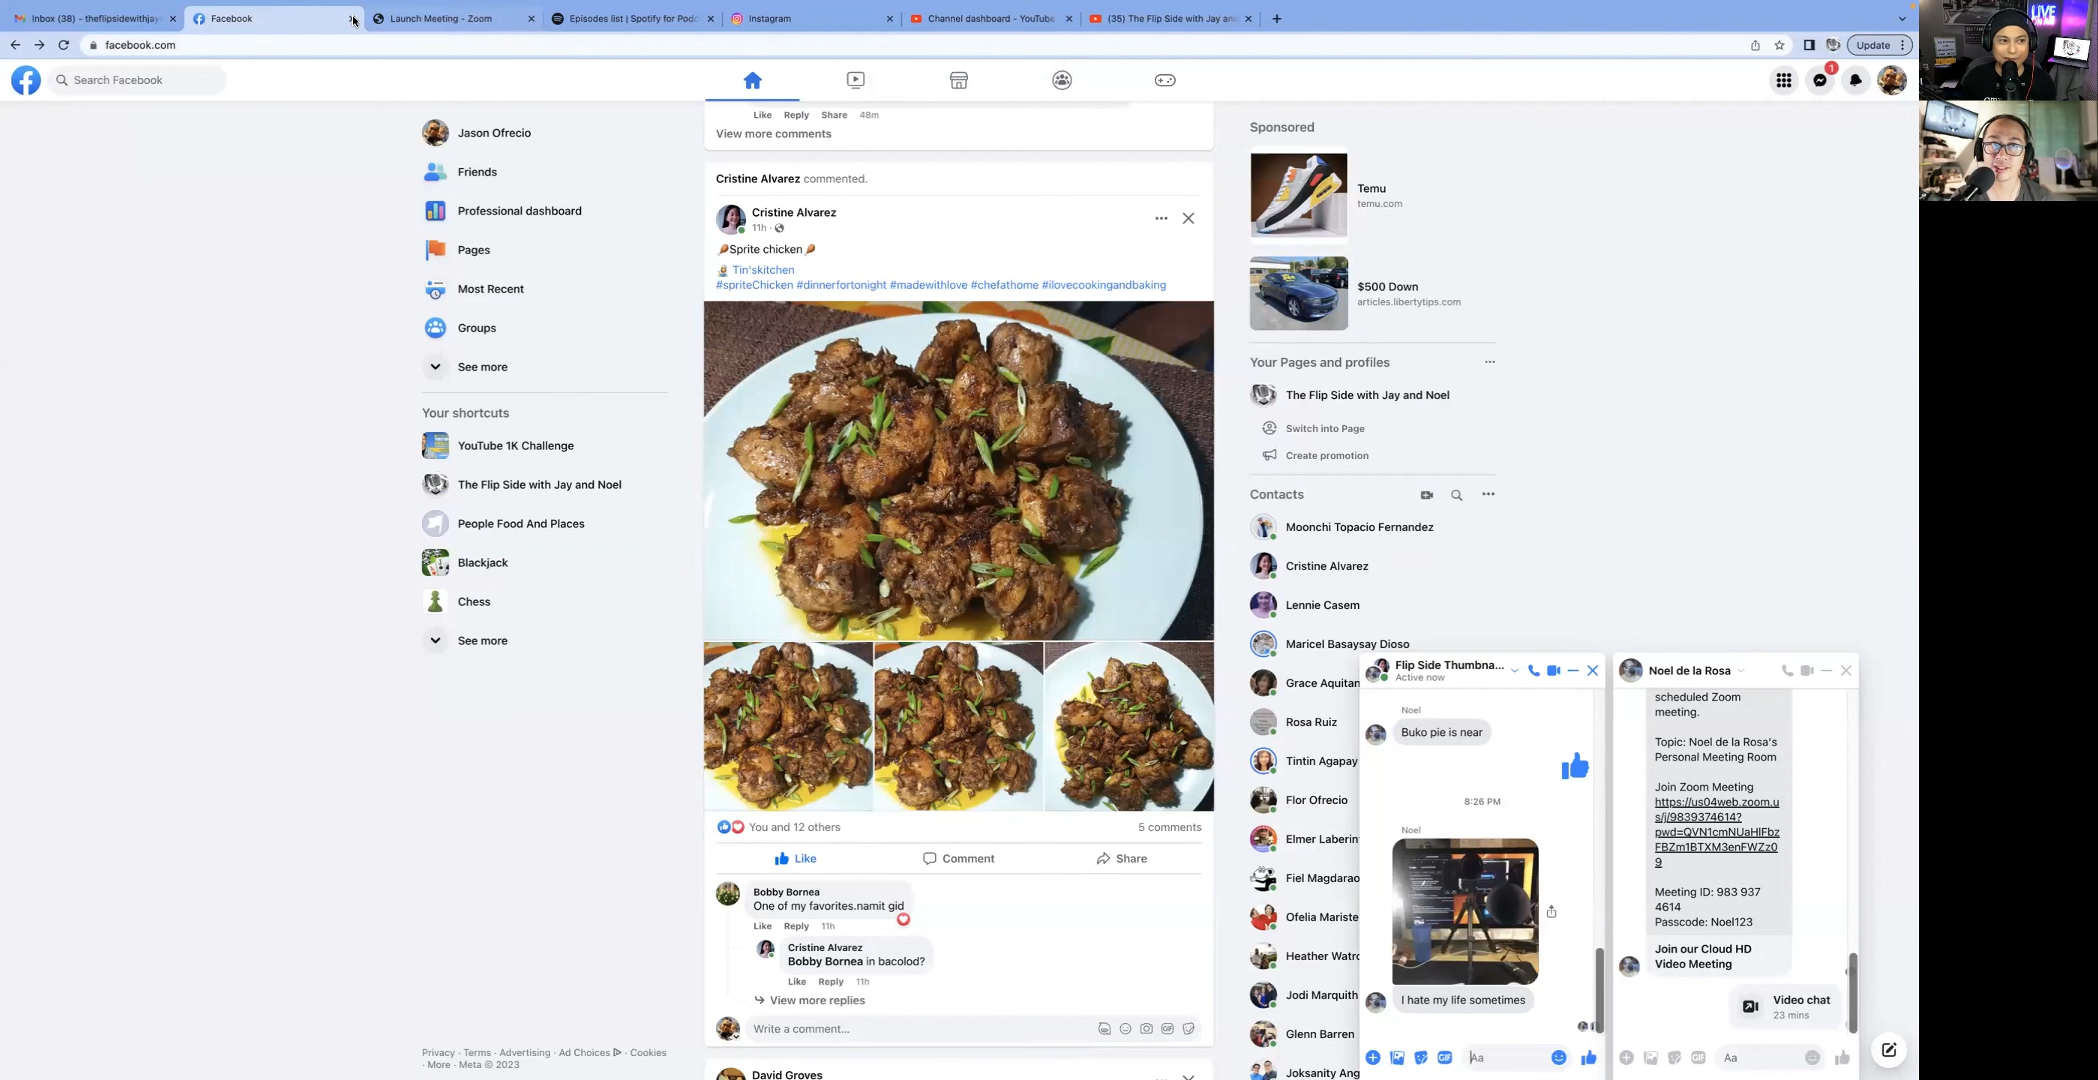 Inbox (38) - theflipsidewithjay
Facebook
Launch Meeting - Zoom
Episodes list | Spotify for Podc
Instagram
Channel dashboard - YouTube
(35) The Flip Side with Jay an
facebook.com
Update
LIVE
Search Facebook
1
Jason Ofrecio
Friends
Professional dashboard
Pages
Most Recent
Groups
See more
Your shortcuts
YouTube 1K Challenge
The Flip Side with Jay and Noel
People Food And Places
Blackjack
Chess
See more
Privacy · Terms · Advertising · Ad Choices · Cookies
· More · Meta © 2023
Like Reply Share 48m
View more comments
Cristine Alvarez commented.
Cristine Alvarez
11h ·
🍗Sprite chicken🍗
Tin'skitchen
#spriteChicken #dinnerfortonight #madewithlove #chefathome #ilovecookingandbaking
You and 12 others
5 comments
Like
Comment
Share
Bobby Bornea
One of my favorites.namit gid
Like Reply 11h
Cristine Alvarez
Bobby Bornea in bacolod?
Like Reply 11h
View more replies
Write a comment...
David Groves
Sponsored
Temu
temu.com
$500 Down
articles.libertytips.com
Your Pages and profiles
The Flip Side with Jay and Noel
Switch into Page
Create promotion
Contacts
Moonchi Topacio Fernandez
Cristine Alvarez
Lennie Casem
Maricel Basaysay Dioso
Grace Aquitan
Rosa Ruiz
Tintin Agapay
Flor Ofrecio
Elmer Laberin
Fiel Magdarao
Ofelia Mariste
Heather Watro
Jodi Marquith
Glenn Barren
Joksanity Ang
Flip Side Thumbna...
Active now
Noel
Buko pie is near
8:26 PM
Noel
I hate my life sometimes
Aa
Noel de la Rosa
scheduled Zoom
meeting.
Topic: Noel de la Rosa's
Personal Meeting Room
Join Zoom Meeting
https://us04web.zoom.u
s/j/9839374614?
pwd=QVN1cmNUaHlFbz
FBZm1BTXM3enFWZz0
9
Meeting ID: 983 937
4614
Passcode: Noel123
Join our Cloud HD
Video Meeting
Video chat
23 mins
Aa